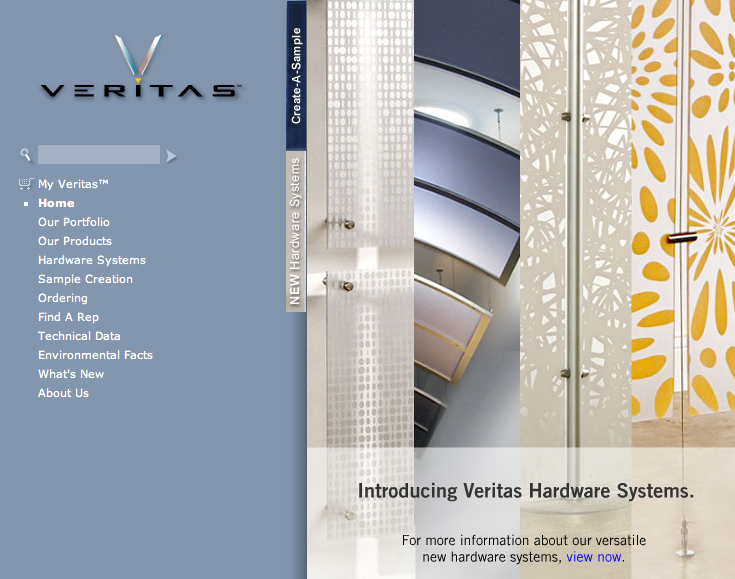 VERITAS™
My Veritas™
Home
Our Portfolio
Our Products
Hardware Systems
Sample Creation
Ordering
Find A Rep
Technical Data
Environmental Facts
What's New
About Us
Create-A-Sample
NEW Hardware Systems
Introducing Veritas Hardware Systems.
For more information about our versatile
new hardware systems, view now.